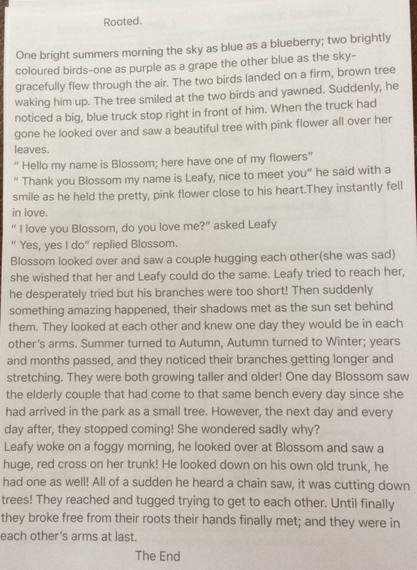 Rooted.
One bright summers morning the sky as blue as a blueberry; two brightly
coloured birds-one as purple as a grape the other blue as the sky-
gracefully flew through the air. The two birds landed on a firm, brown tree
waking him up. The tree smiled at the two birds and yawned. Suddenly, he
noticed a big, blue truck stop right in front of him. When the truck had
gone he looked over and saw a beautiful tree with pink flower all over her
leaves.
“ Hello my name is Blossom; here have one of my flowers”
“ Thank you Blossom my name is Leafy, nice to meet you” he said with a
smile as he held the pretty, pink flower close to his heart.They instantly fell
in love.
“ I love you Blossom, do you love me?” asked Leafy
“ Yes, yes I do” replied Blossom.
Blossom looked over and saw a couple hugging each other(she was sad)
she wished that her and Leafy could do the same. Leafy tried to reach her,
he desperately tried but his branches were too short! Then suddenly
something amazing happened, their shadows met as the sun set behind
them. They looked at each other and knew one day they would be in each
other’s arms. Summer turned to Autumn, Autumn turned to Winter; years
and months passed, and they noticed their branches getting longer and
stretching. They were both growing taller and older! One day Blossom saw
the elderly couple that had come to that same bench every day since she
had arrived in the park as a small tree. However, the next day and every
day after, they stopped coming! She wondered sadly why?
Leafy woke on a foggy morning, he looked over at Blossom and saw a
huge, red cross on her trunk! He looked down on his own old trunk, he
had one as well! All of a sudden he heard a chain saw, it was cutting down
trees! They reached and tugged trying to get to each other. Until finally
they broke free from their roots their hands finally met; and they were in
each other’s arms at last.
The End